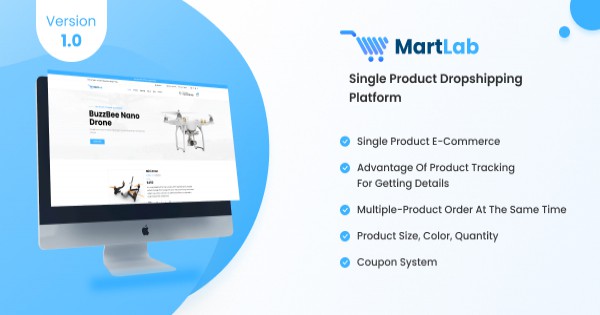 Version
1.0
MartLab
Single Product Dropshipping
Platform
BuzzBee Nano
Drone
Single Product E-Commerce
Advantage Of Product Tracking
For Getting Details
Multiple-Product Order At The Same Time
Product Size, Color, Quantity
Coupon System